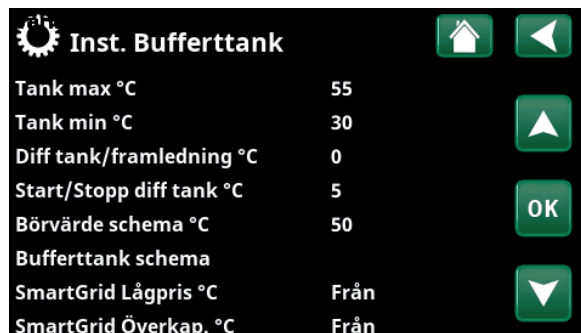 Inst. Bufferttank
Tank max °C 55
Tank min °C 30
Diff tank/framledning °C 0
Start/Stopp diff tank °C 5
Börvärde schema °C 50
OK
Bufferttank schema
SmartGrid Lågpris °C Från
SmartGrid Överkap. °C Från